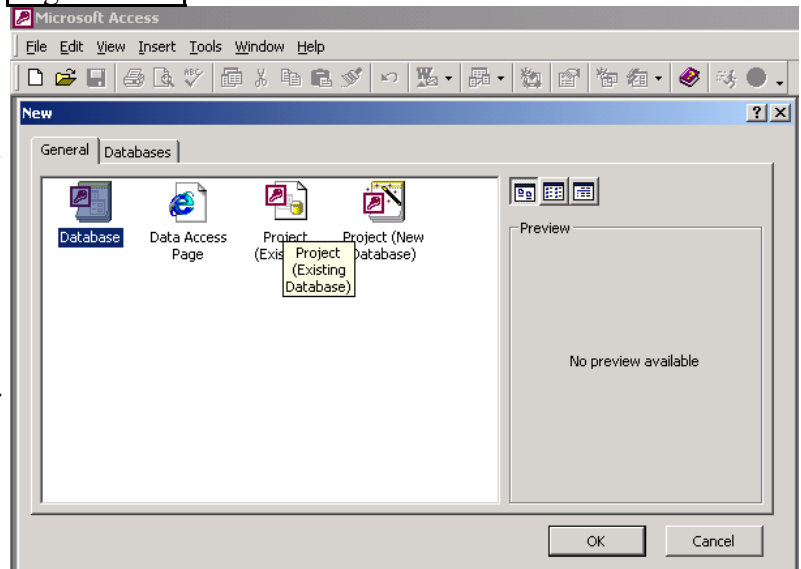 Microsoft Access
File Edit View Insert Tools Window Help
New
General Databases
Database
Data Access
Page
Project
(Exis
Project (New
Database)
Project
(Existing
Database)
Preview
No preview available
OK Cancel